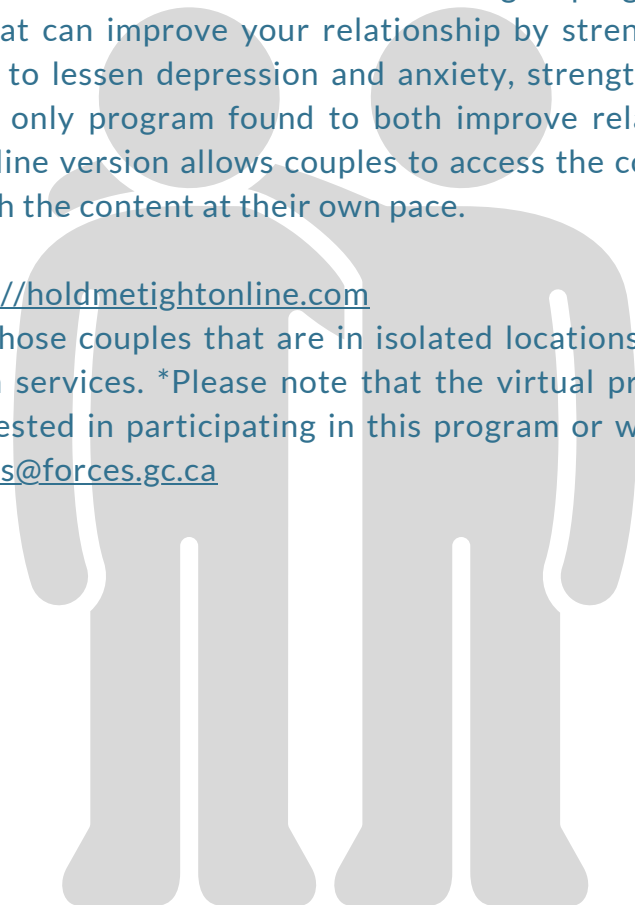 at can improve your relationship by stren
to lessen depression and anxiety, strengt
only program found to both improve rela
line version allows couples to access the co
h the content at their own pace.
//holdmetightonline.com
hose couples that are in isolated locations
services. *Please note that the virtual pr
ested in participating in this program or w
s@forces.gc.ca